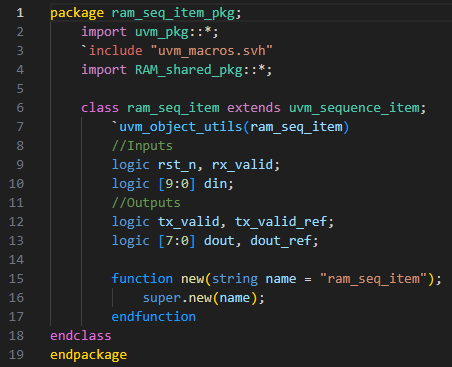 1 package ram_seq_item_pkg;
2     import uvm_pkg::*;
3     `include "uvm_macros.svh"
4     import RAM_shared_pkg::*;
5
6     class ram_seq_item extends uvm_sequence_item;
7         `uvm_object_utils(ram_seq_item)
8         //Inputs
9         logic rst_n, rx_valid;
10         logic [9:0] din;
11         //Outputs
12         logic tx_valid, tx_valid_ref;
13         logic [7:0] dout, dout_ref;
14
15         function new(string name = "ram_seq_item");
16             super.new(name);
17         endfunction
18 endclass
19 endpackage